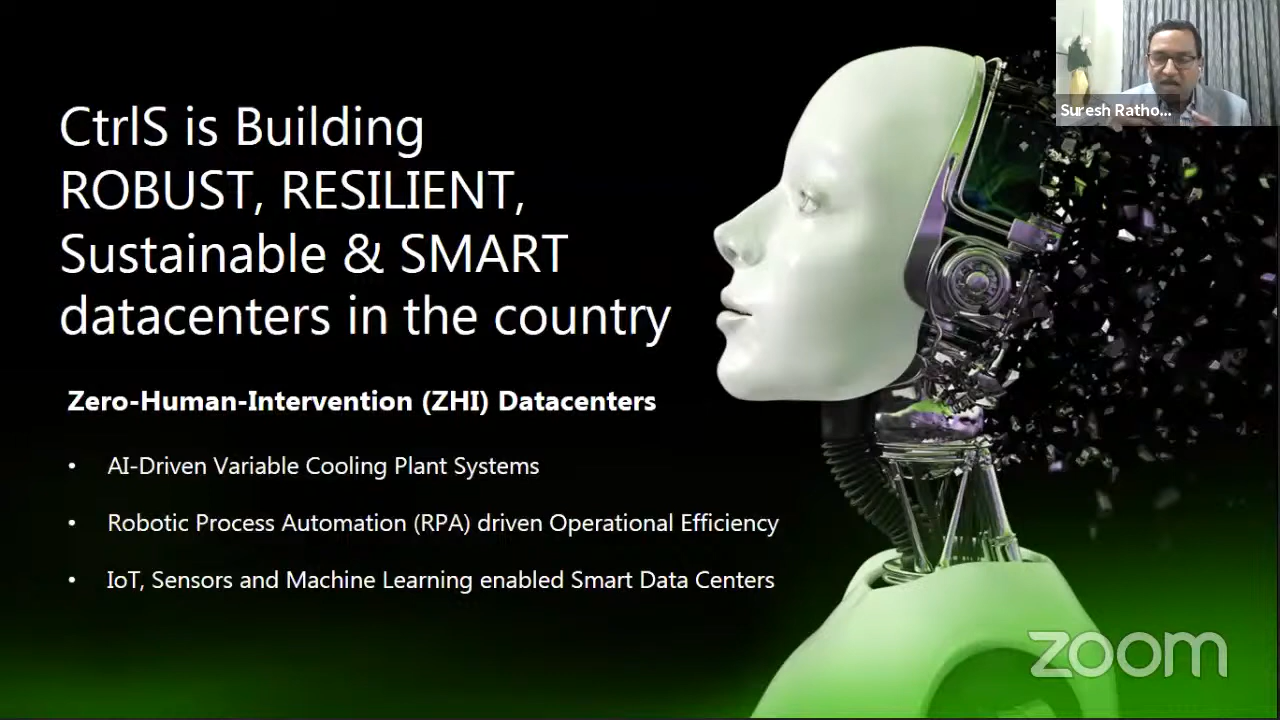 CtrlS is Building
ROBUST, RESILIENT,
Sustainable & SMART
datacenters in the country
Zero-Human-Intervention (ZHI) Datacenters
• AI-Driven Variable Cooling Plant Systems
• Robotic Process Automation (RPA) driven Operational Efficiency
• IoT, Sensors and Machine Learning enabled Smart Data Centers
Suresh Ratho...
zoom